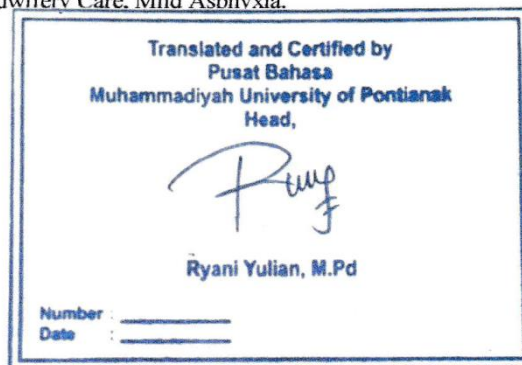 Midwifery Care, Mild Asphyxia.
Translated and Certified by
Pusat Bahasa
Muhammadiyah University of Pontianak
Head,
Ryani Yulian, M.Pd
Number :
Date :